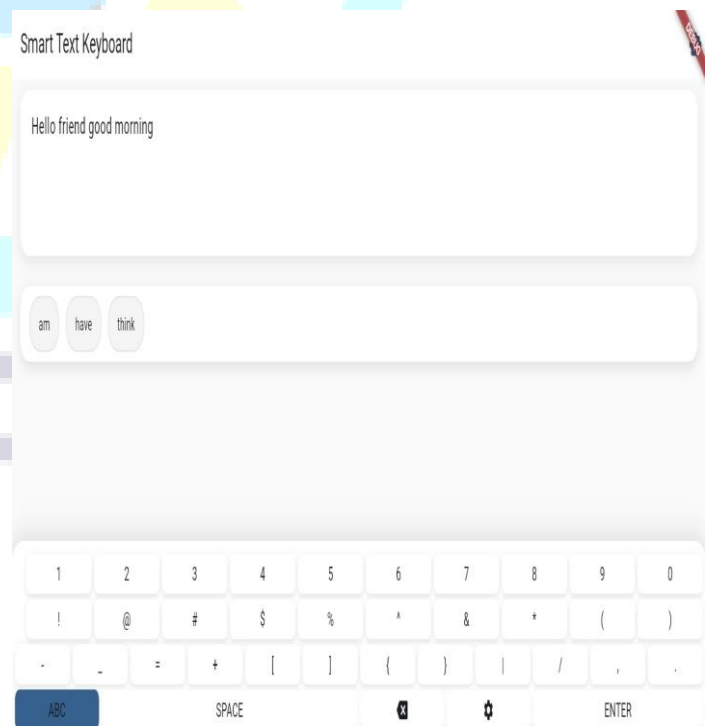 Smart Text Keyboard
DEBUG
Hello friend good morning
am have think
1 2 3 4 5 6 7 8 9 0
! @ # $ % ^ & * ( )
- _ = + [ ] { } | / , .
ABC SPACE ENTER